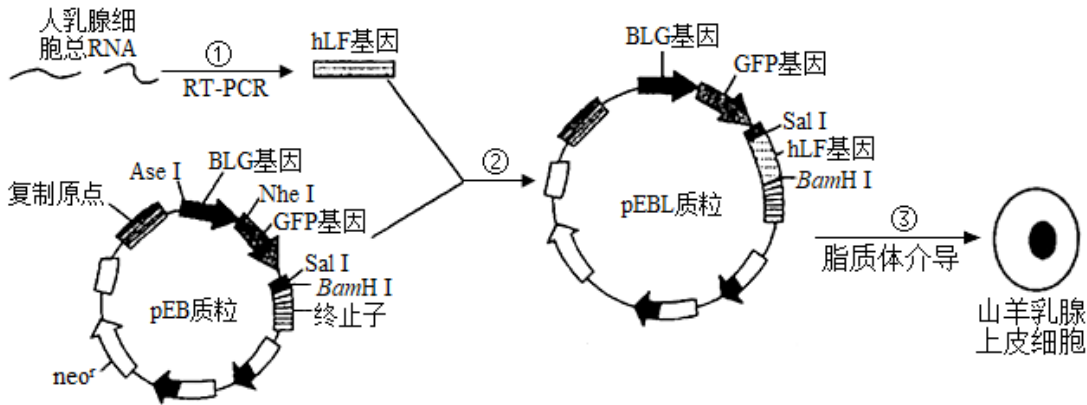 人乳腺细
胞总RNA
①
RT-PCR
hLF基因
复制原点
Ase I
BLG基因
Nhe I
GFP基因
Sal I
BamH I
终止子
pEB质粒
neoʳ
②
BLG基因
GFP基因
Sal I
hLF基因
BamH I
pEBL质粒
③
脂质体介导
山羊乳腺
上皮细胞